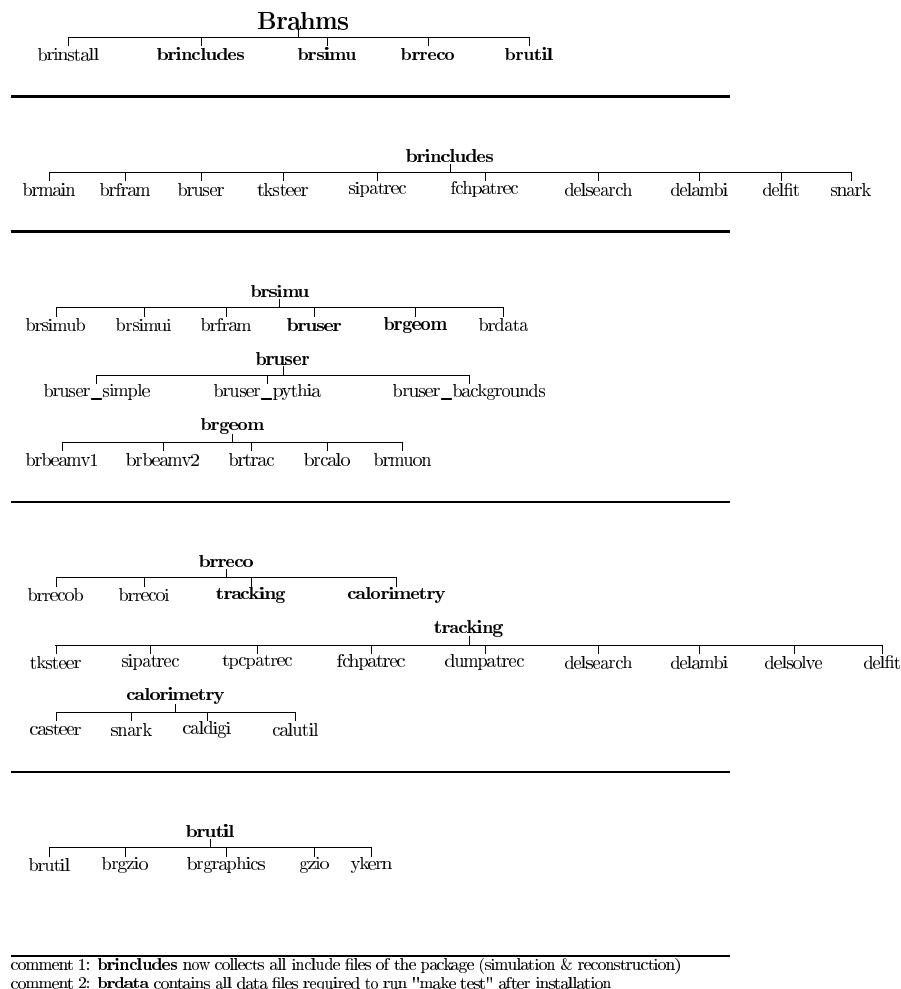 Brahms
brinstall brincludes brsimu brreco brutil
brincludes
brmain brfram bruser tksteer sipatrec fchpatrec delsearch delambi delfit snark
brsimu
brsimub brsimui brfram bruser brgeom brdata
bruser
bruser_simple bruser_pythia bruser_backgrounds
brgeom
brbeamv1 brbeamv2 brtrac brcalo brmuon
brreco
brrecob brrecoi tracking calorimetry
tracking
tksteer sipatrec tpcpatrec fchpatrec dumpatrec delsearch delambi delsolve delfit
calorimetry
casteer snark caldigi calutil
brutil
brutil brgzio brgraphics gzio ykern
comment 1: brincludes now collects all include files of the package (simulation & reconstruction)
comment 2: brdata contains all data files required to run "make test" after installation